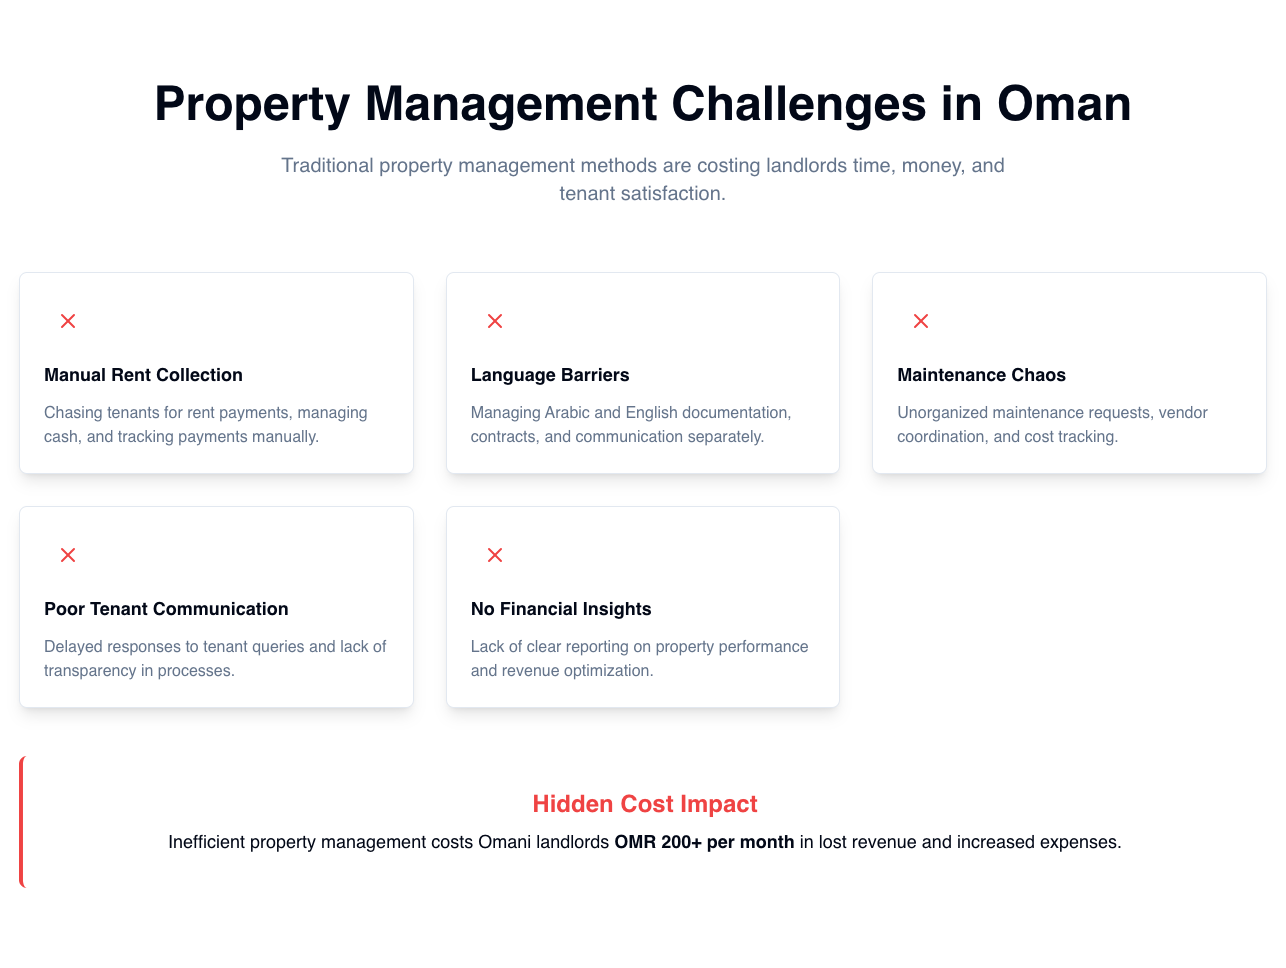 Property Management Challenges in Oman
Traditional property management methods are costing landlords time, money, and
tenant satisfaction.
Manual Rent Collection
Chasing tenants for rent payments, managing
cash, and tracking payments manually.
Language Barriers
Managing Arabic and English documentation,
contracts, and communication separately.
Maintenance Chaos
Unorganized maintenance requests, vendor
coordination, and cost tracking.
Poor Tenant Communication
Delayed responses to tenant queries and lack of
transparency in processes.
No Financial Insights
Lack of clear reporting on property performance
and revenue optimization.
Hidden Cost Impact
Inefficient property management costs Omani landlords OMR 200+ per month in lost revenue and increased expenses.